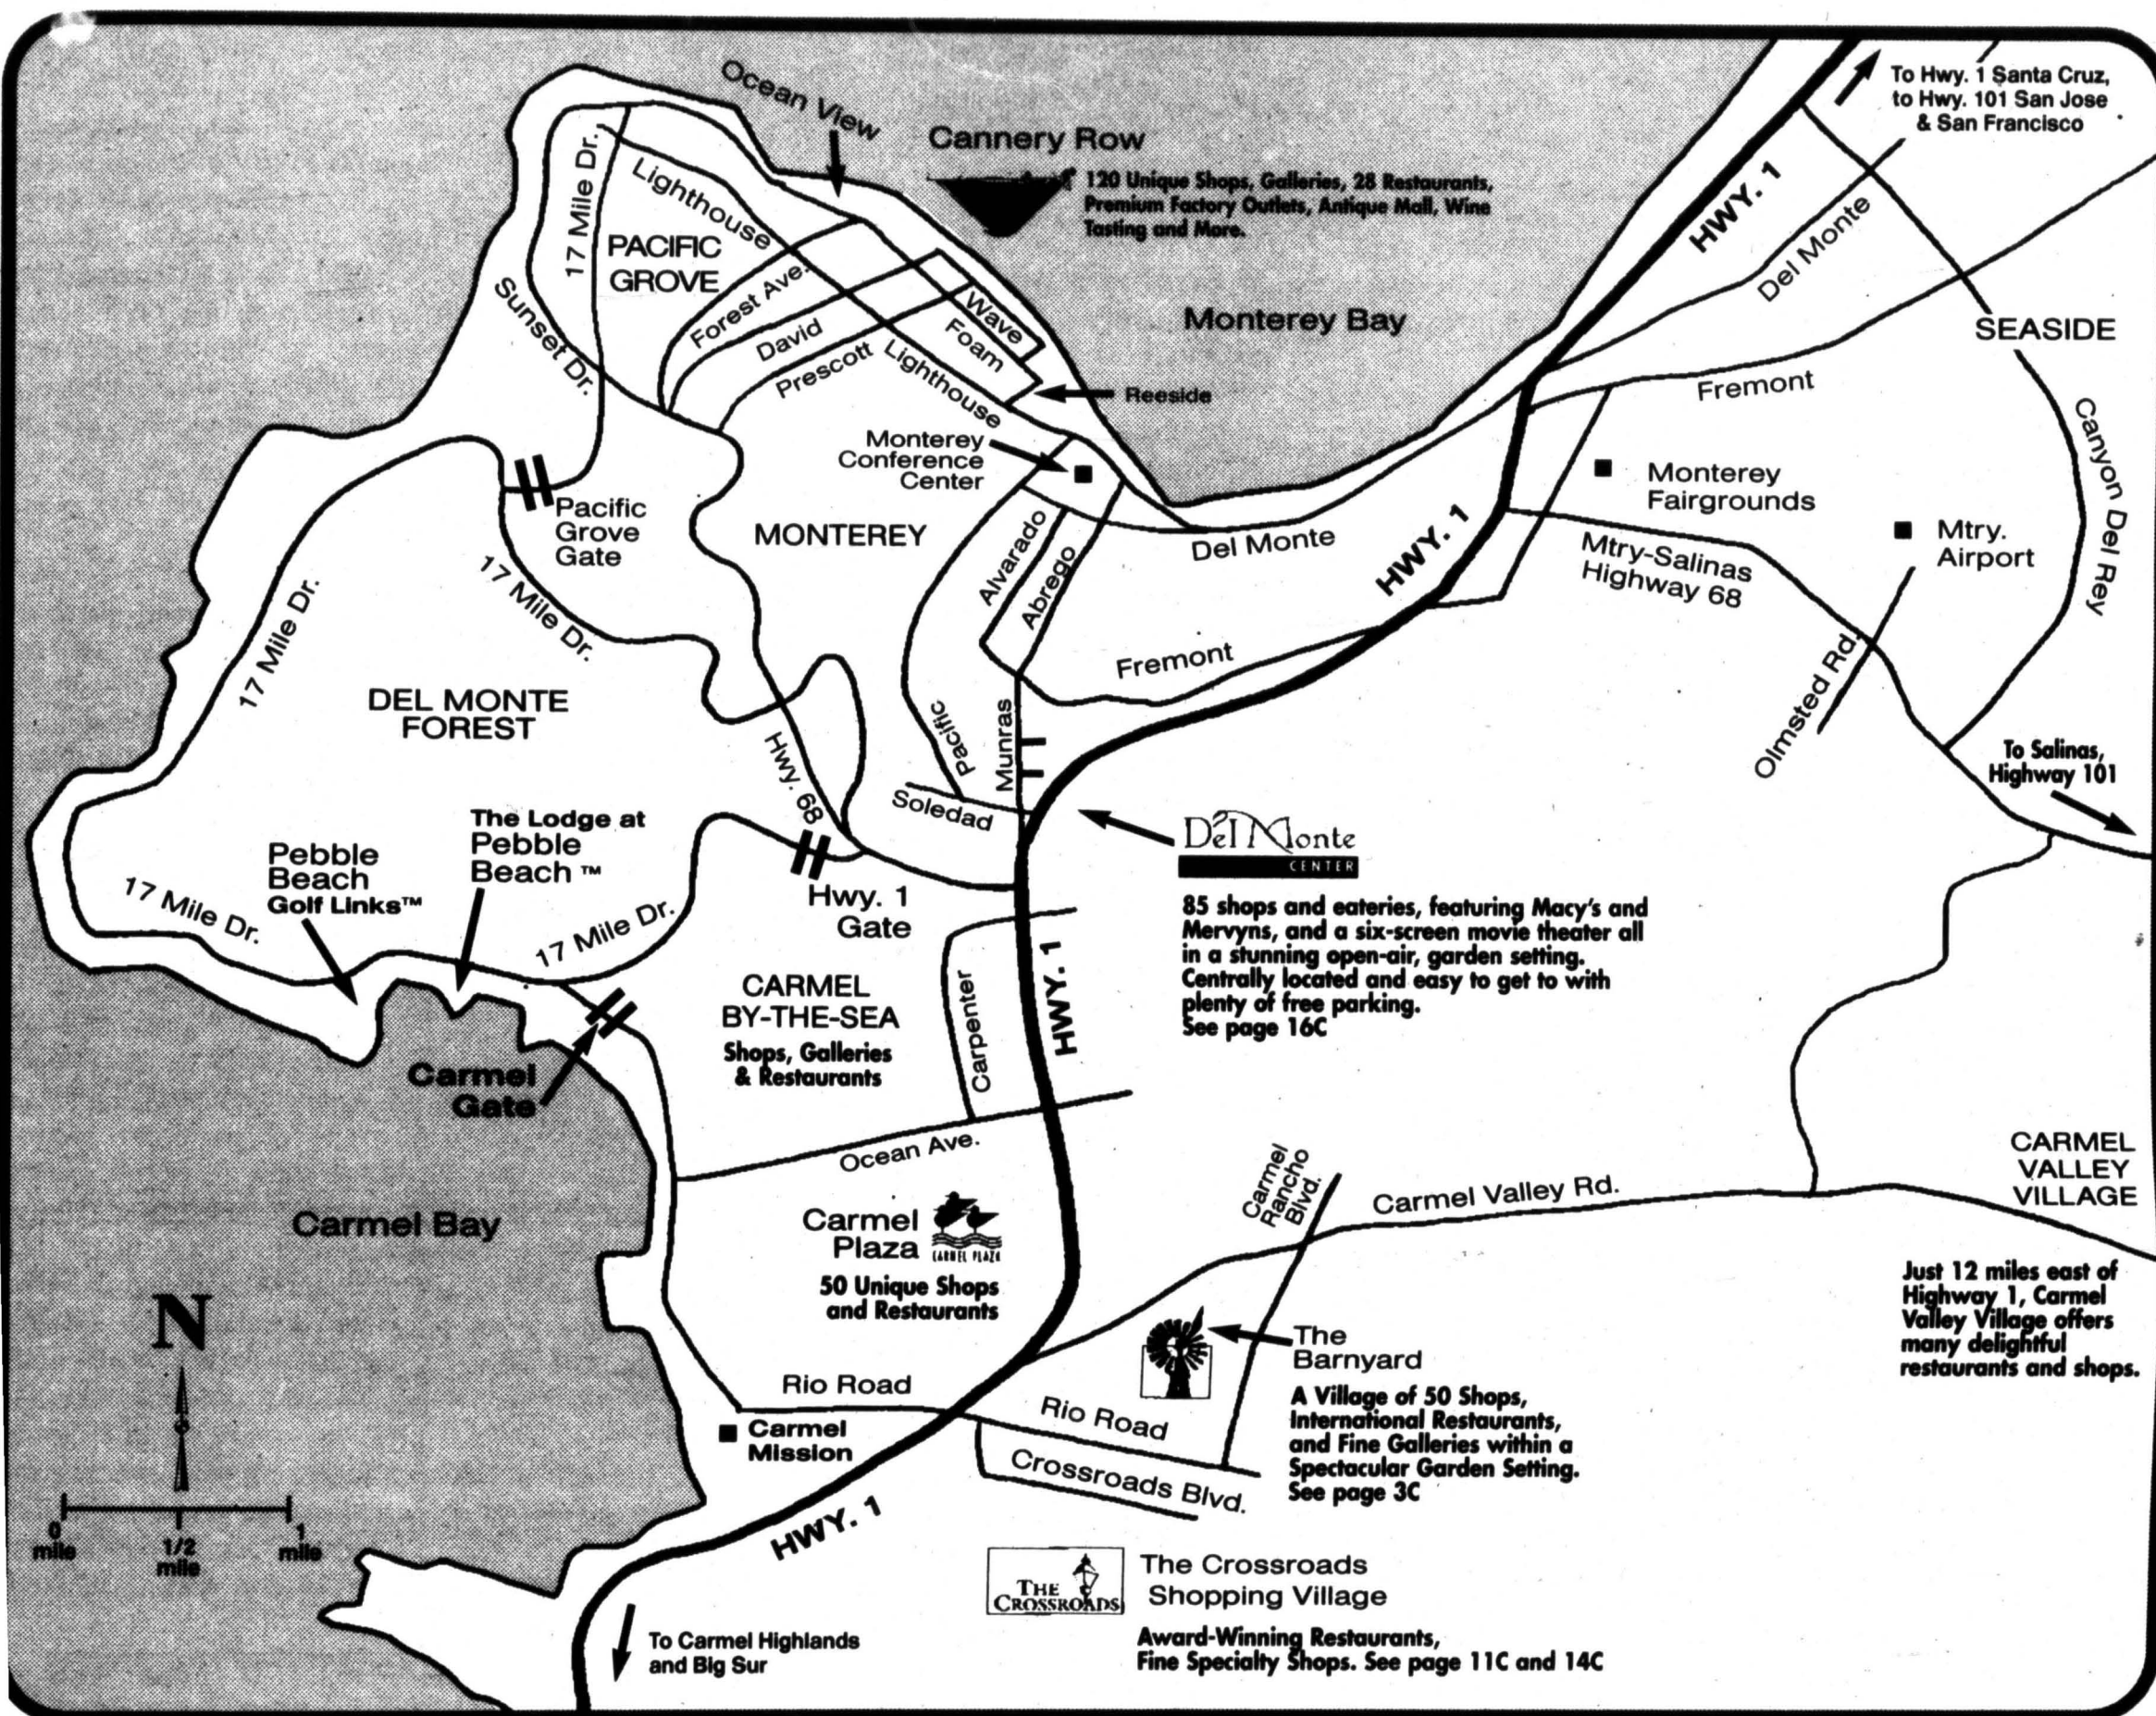 Ocean View
Cannery Row
120 Unique Shops, Galleries, 28 Restaurants,
Premium Factory Outlets, Antique Mall, Wine
Tasting and More.
To Hwy. 1 Santa Cruz,
to Hwy. 101 San Jose
& San Francisco
HWY. 1
Del Monte
17 Mile Dr.
Lighthouse
PACIFIC
GROVE
Forest Ave.
David
Prescott
Lighthouse
Wave
Foam
Reeside
Sunset Dr.
Monterey Bay
SEASIDE
Fremont
Canyon Del Rey
Monterey
Conference
Center
Monterey
Fairgrounds
Mtry.
Airport
Pacific
Grove
Gate
MONTEREY
Alvarado
Abrego
Del Monte
HWY. 1
Mtry-Salinas
Highway 68
17 Mile Dr.
17 Mile Dr.
Fremont
Olmsted Rd.
DEL MONTE
FOREST
Pacific
Munras
Hwy. 68
Soledad
To Salinas,
Highway 101
The Lodge at
Pebble
Beach ™
Pebble
Beach
Golf Links™
17 Mile Dr.
17 Mile Dr.
Hwy. 1
Gate
Del Monte
CENTER
85 shops and eateries, featuring Macy's and
Mervyns, and a six-screen movie theater all
in a stunning open-air, garden setting.
Centrally located and easy to get to with
plenty of free parking.
See page 16C
CARMEL
BY-THE-SEA
Shops, Galleries
& Restaurants
Carpenter
HWY. 1
Carmel
Gate
Ocean Ave.
Carmel Bay
Carmel
Plaza
CARMEL PLAZA
50 Unique Shops
and Restaurants
Carmel
Rancho
Blvd.
Carmel Valley Rd.
CARMEL
VALLEY
VILLAGE
Just 12 miles east of
Highway 1, Carmel
Valley Village offers
many delightful
restaurants and shops.
The
Barnyard
A Village of 50 Shops,
International Restaurants,
and Fine Galleries within a
Spectacular Garden Setting.
See page 3C
Rio Road
Carmel
Mission
Rio Road
Crossroads Blvd.
N
0
mile
1/2
mile
1
mile
HWY. 1
THE
CROSSROADS
The Crossroads
Shopping Village
Award-Winning Restaurants,
Fine Specialty Shops. See page 11C and 14C
To Carmel Highlands
and Big Sur